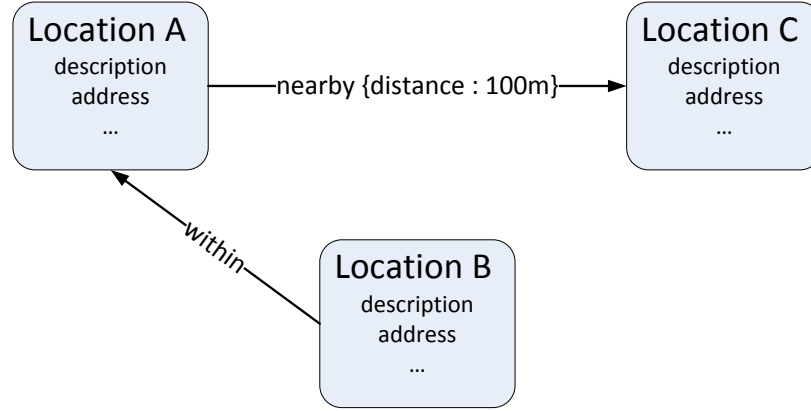 Location A
description
address
...
nearby {distance : 100m}
Location C
description
address
...
within
Location B
description
address
...